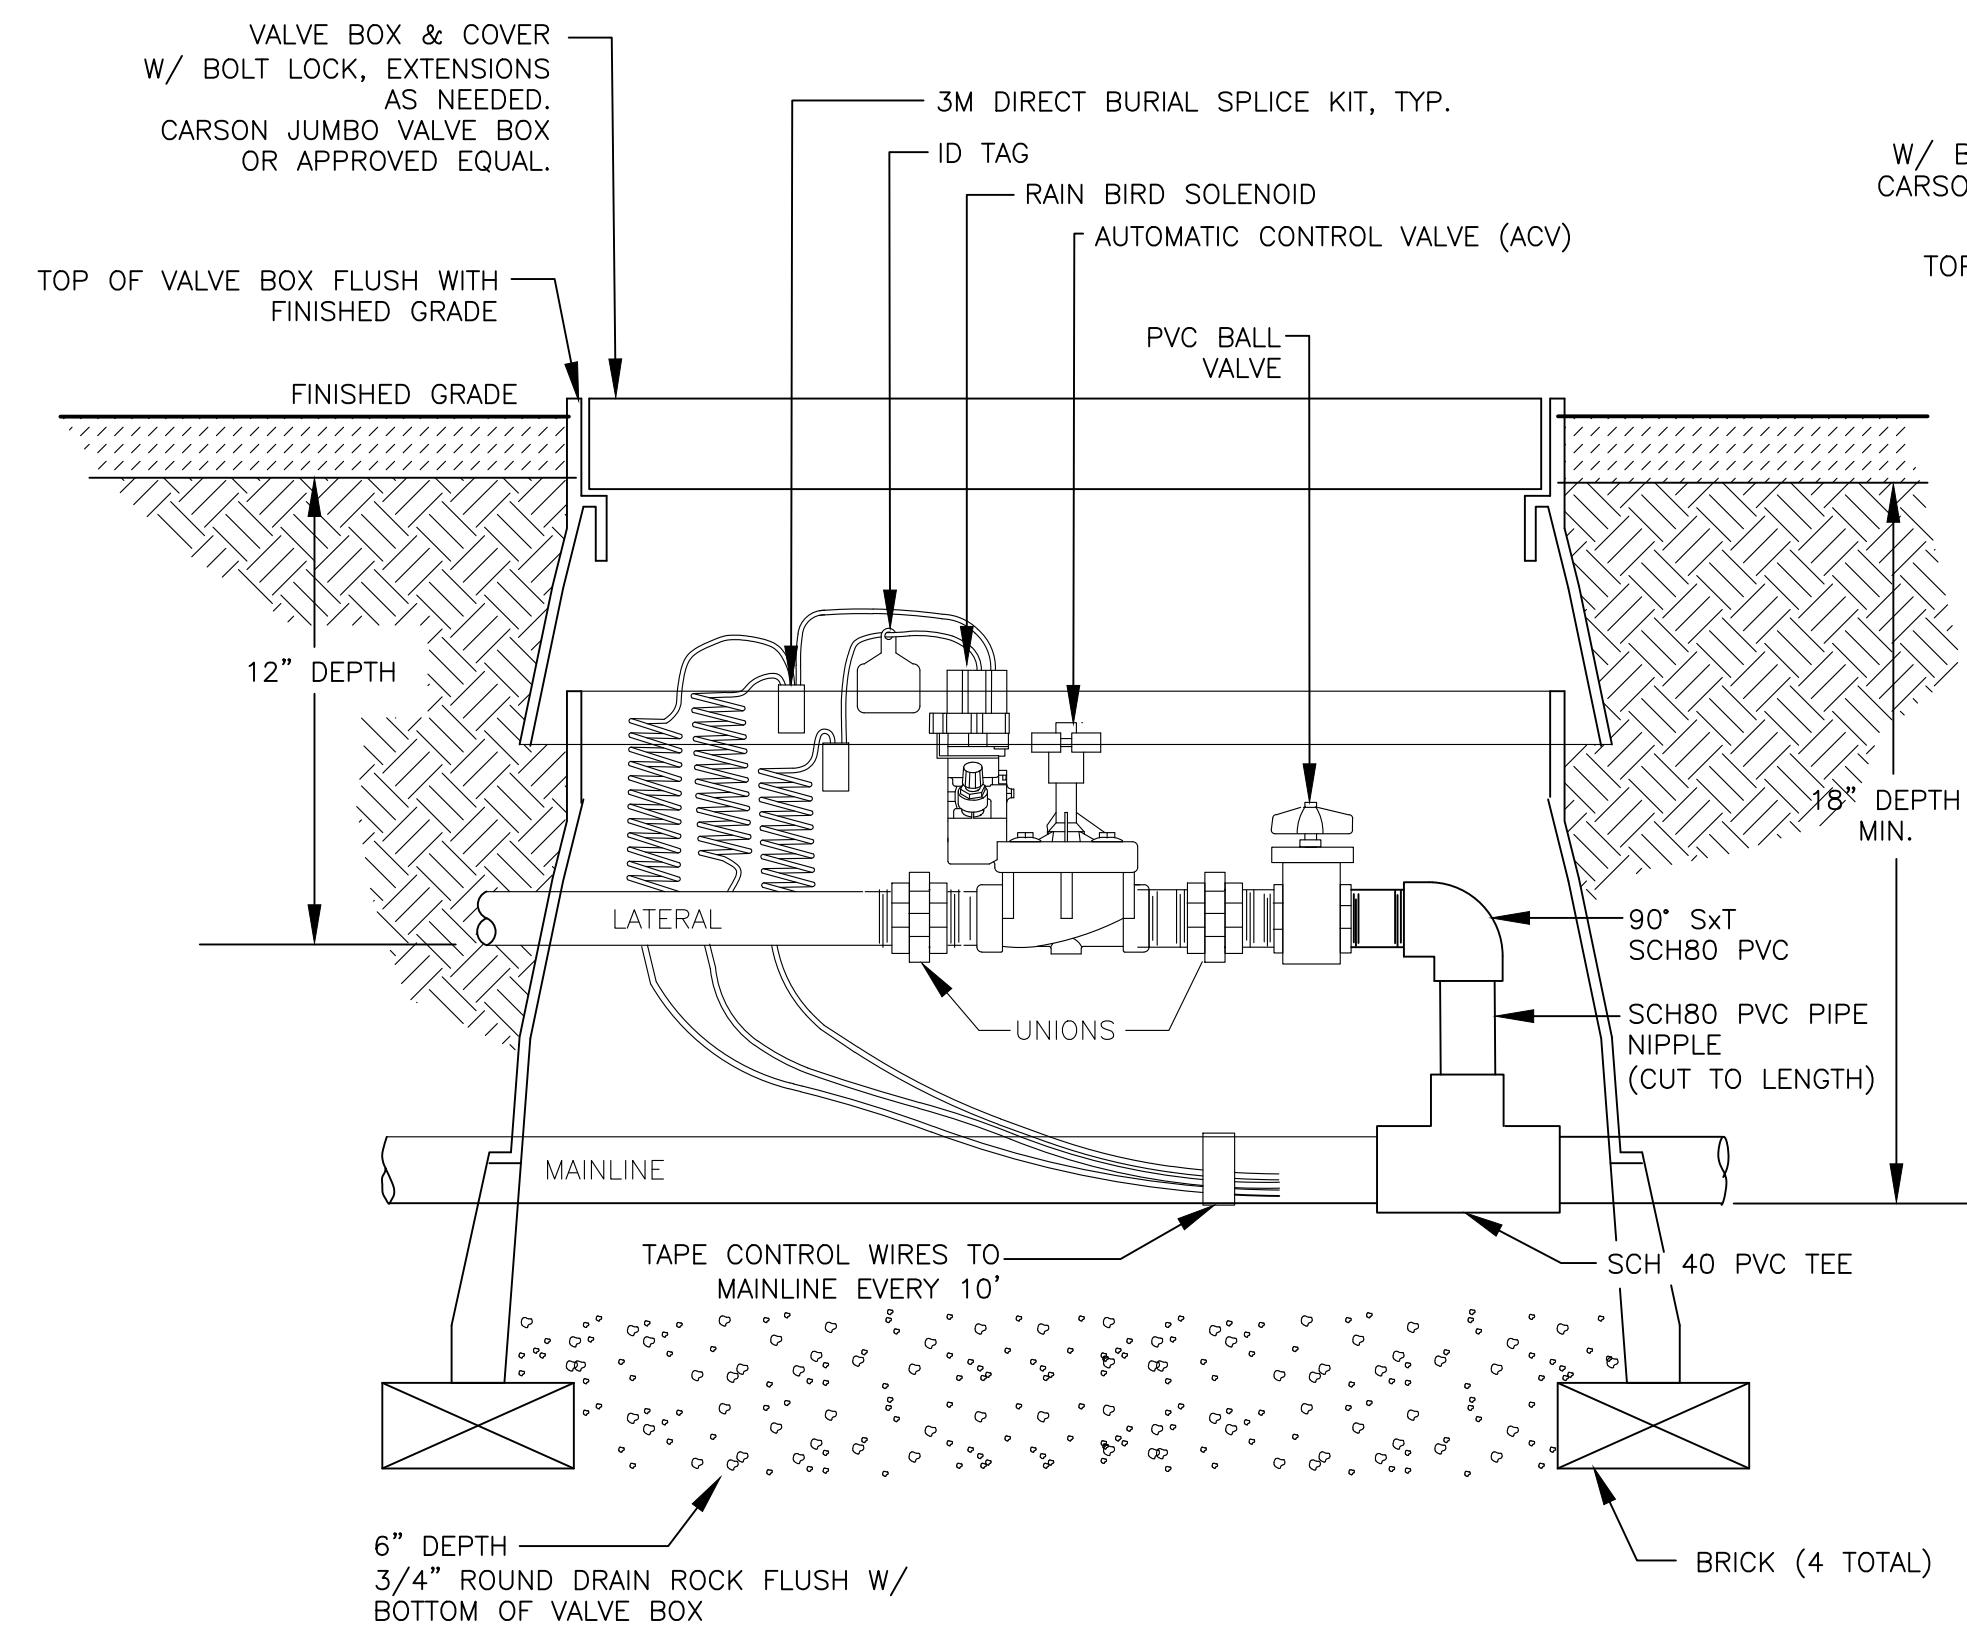 VALVE BOX & COVER
W/ BOLT LOCK, EXTENSIONS
AS NEEDED.
CARSON JUMBO VALVE BOX
OR APPROVED EQUAL.
3M DIRECT BURIAL SPLICE KIT, TYP.
ID TAG
RAIN BIRD SOLENOID
AUTOMATIC CONTROL VALVE (ACV)
W/ B
CARSO
TOP
TOP OF VALVE BOX FLUSH WITH
FINISHED GRADE
PVC BALL
VALVE
FINISHED GRADE
12" DEPTH
18" DEPTH
MIN.
LATERAL
90° SxT
SCH80 PVC
UNIONS
SCH80 PVC PIPE
NIPPLE
(CUT TO LENGTH)
MAINLINE
TAPE CONTROL WIRES TO
MAINLINE EVERY 10'
SCH 40 PVC TEE
6" DEPTH
3/4" ROUND DRAIN ROCK FLUSH W/
BOTTOM OF VALVE BOX
BRICK (4 TOTAL)